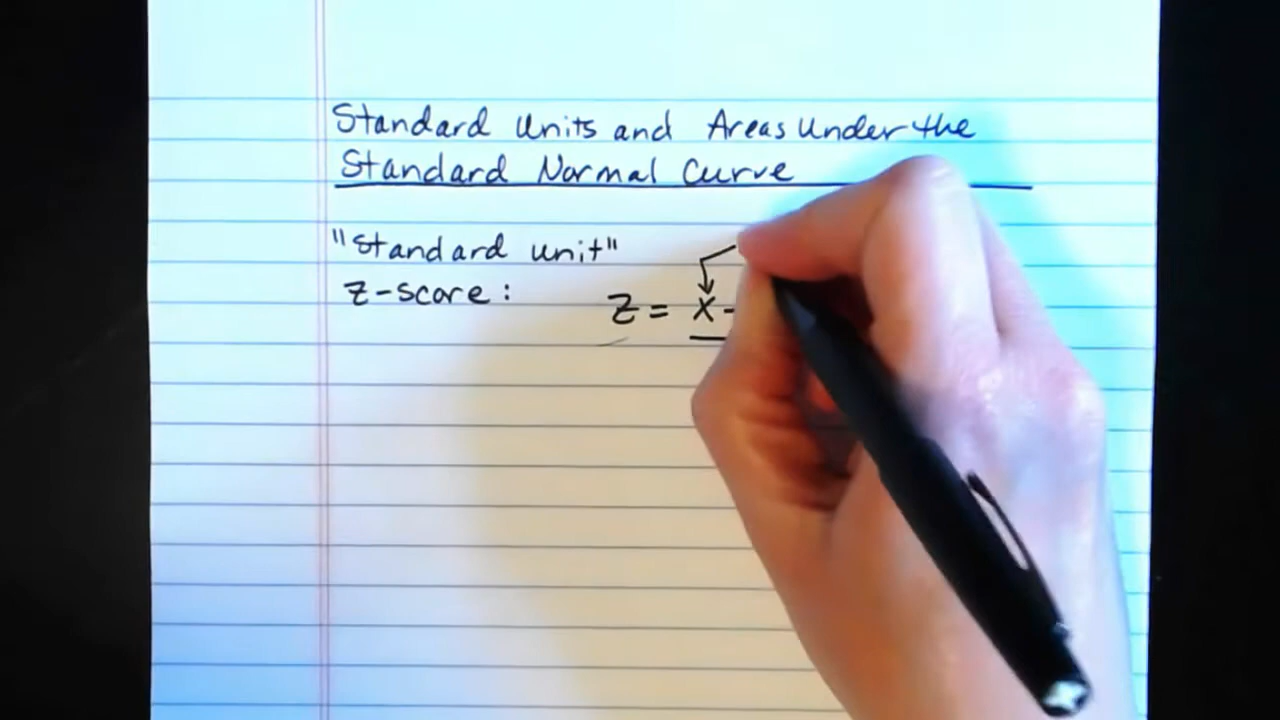 Standard Units and Areas Under the
Standard Normal Curve
"Standard unit"
z-score:
Z = X-